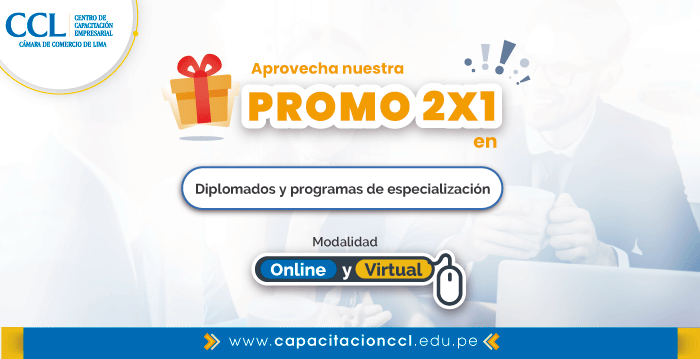 CCL
CENTRO DE
CAPACITACIÓN
EMPRESARIAL
CÁMARA DE COMERCIO DE LIMA
Aprovecha nuestra
PROMO 2X1
en
Diplomados y programas de especialización
Modalidad
Online y Virtual
www.capacitacionccl.edu.pe